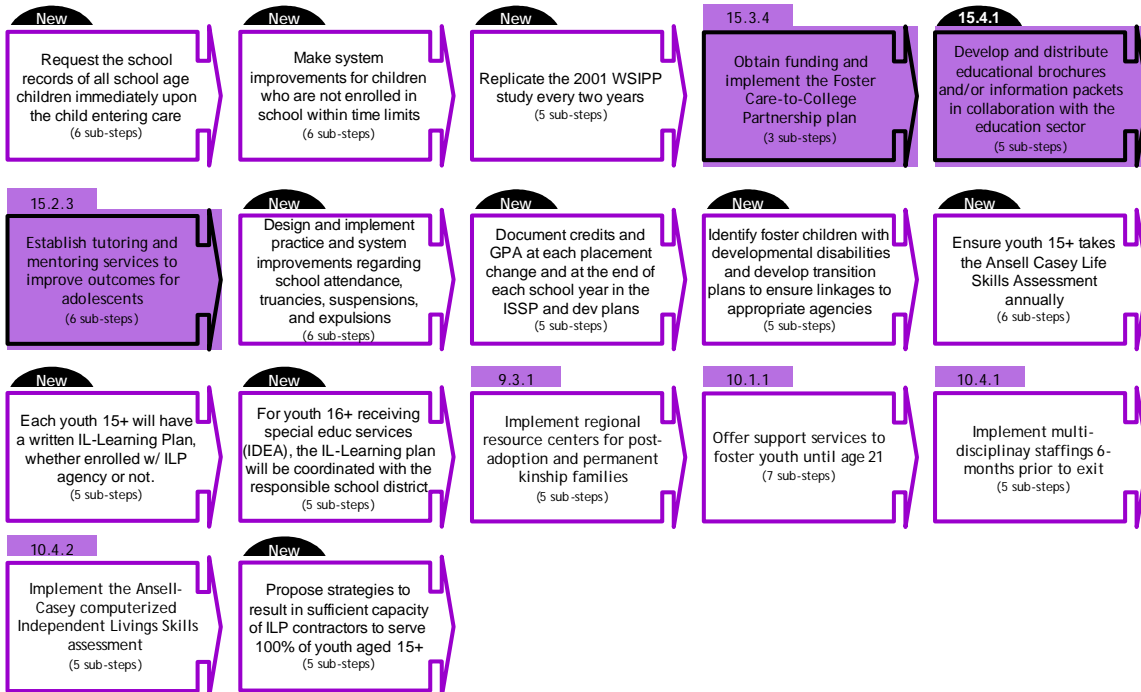 New
Request the school
records of all school age
children immediately upon
the child entering care
(6 sub-steps)
New
Make system
improvements for children
who are not enrolled in
school within time limits
(6 sub-steps)
New
Replicate the 2001 WSIPP
study every two years
(5 sub-steps)
15.3.4
Obtain funding and
implement the Foster
Care-to-College
Partnership plan
(3 sub-steps)
15.4.1
Develop and distribute
educational brochures
and/or information packets
in collaboration with the
education sector
(5 sub-steps)
15.2.3
Establish tutoring and
mentoring services to
improve outcomes for
adolescents
(6 sub-steps)
New
Design and implement
practice and system
improvements regarding
school attendance,
truancies, suspensions,
and expulsions
(6 sub-steps)
New
Document credits and
GPA at each placement
change and at the end of
each school year in the
ISSP and dev plans
(5 sub-steps)
New
Identify foster children with
developmental disabilities
and develop transition
plans to ensure linkages to
appropriate agencies
(5 sub-steps)
New
Ensure youth 15+ takes
the Ansell Casey Life
Skills Assessment
annually
(6 sub-steps)
New
Each youth 15+ will have
a written IL-Learning Plan,
whether enrolled w/ ILP
agency or not.
(5 sub-steps)
New
For youth 16+ receiving
special educ services
(IDEA), the IL-Learning plan
will be coordinated with the
responsible school district
(5 sub-steps)
9.3.1
Implement regional
resource centers for post-
adoption and permanent
kinship families
(5 sub-steps)
10.1.1
Offer support services to
foster youth until age 21
(7 sub-steps)
10.4.1
Implement multi-
disciplinay staffings 6-
months prior to exit
(5 sub-steps)
10.4.2
Implement the Ansell-
Casey computerized
Independent Livings Skills
assessment
(5 sub-steps)
New
Propose strategies to
result in sufficient capacity
of ILP contractors to serve
100% of youth aged 15+
(5 sub-steps)